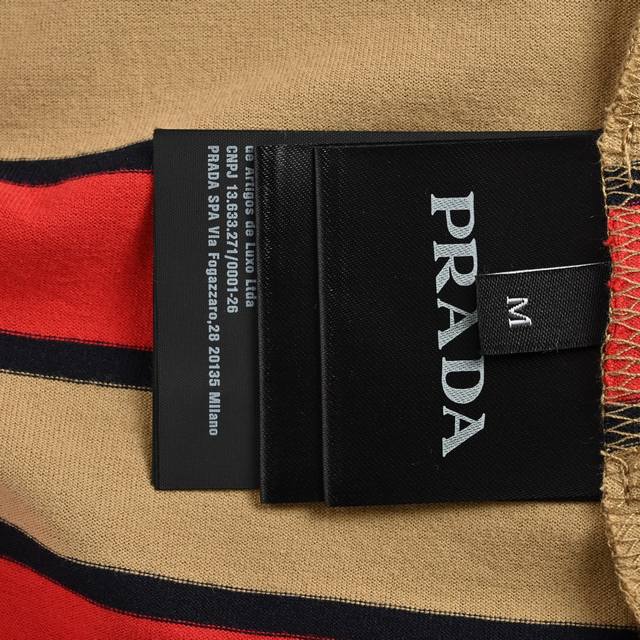 PRADA
M
de Artigos de Luxo Ltda
CNPJ 13.633.271/0001-26
PRADA SPA Via Fogazzaro,28 20135 Milano